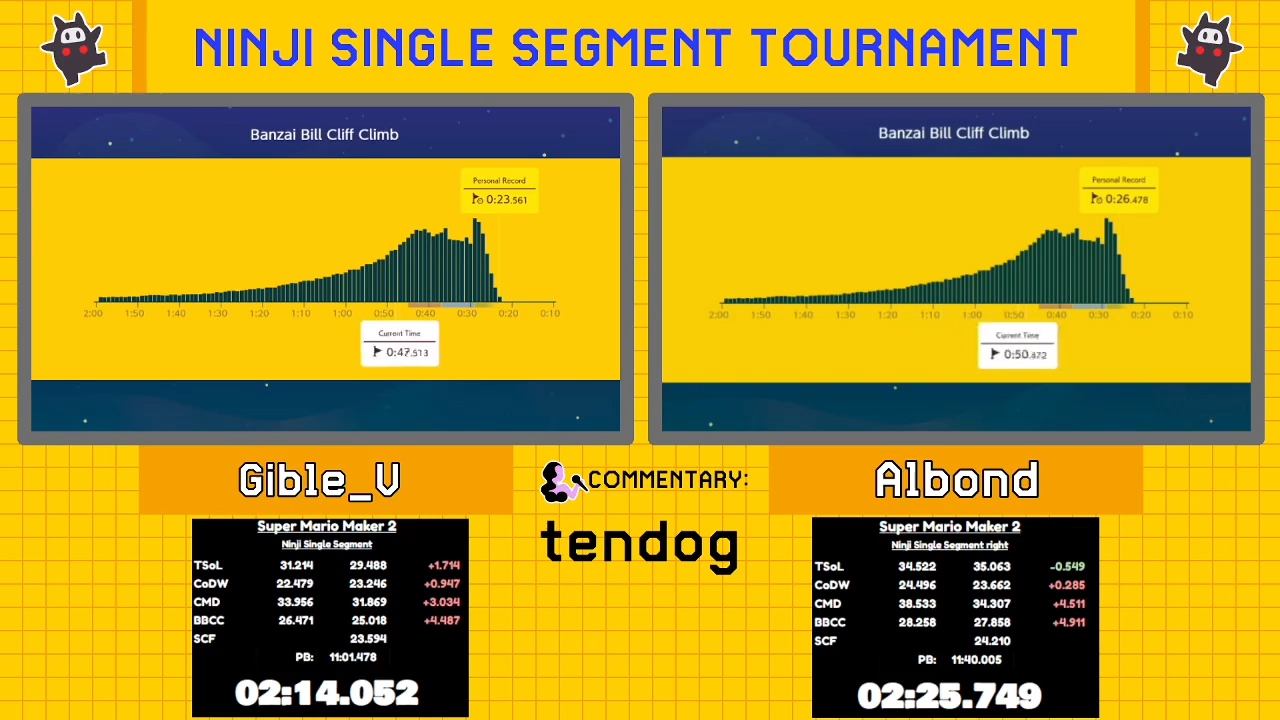 NINJI SINGLE SEGMENT TOURNAMENT
Banzai Bill Cliff Climb
Personal Record
0:23.561
2:00 1:50 1:40 1:30 1:20 1:10 1:00 0:50 0:40 0:30 0:20 0:10
Current Time
0:47.513
Banzai Bill Cliff Climb
Personal Record
0:26.478
2:00 1:50 1:40 1:30 1:20 1:10 1:00 0:50 0:40 0:30 0:20 0:10
Current Time
0:50.872
Gible_V
COMMENTARY:
tendog
Albond
Super Mario Maker 2
Ninji Single Segment
TSoL 31.214 29.488 +1.714
CoDW 22.479 23.246 +0.947
CMD 33.956 31.869 +3.034
BBCC 26.471 25.018 +4.487
SCF 23.594
PB: 11:01.478
02:14.052
Super Mario Maker 2
Ninji Single Segment right
TSoL 34.522 35.063 -0.549
CoDW 24.496 23.662 +0.285
CMD 38.533 34.307 +4.511
BBCC 28.258 27.858 +4.911
SCF 24.210
PB: 11:40.005
02:25.749